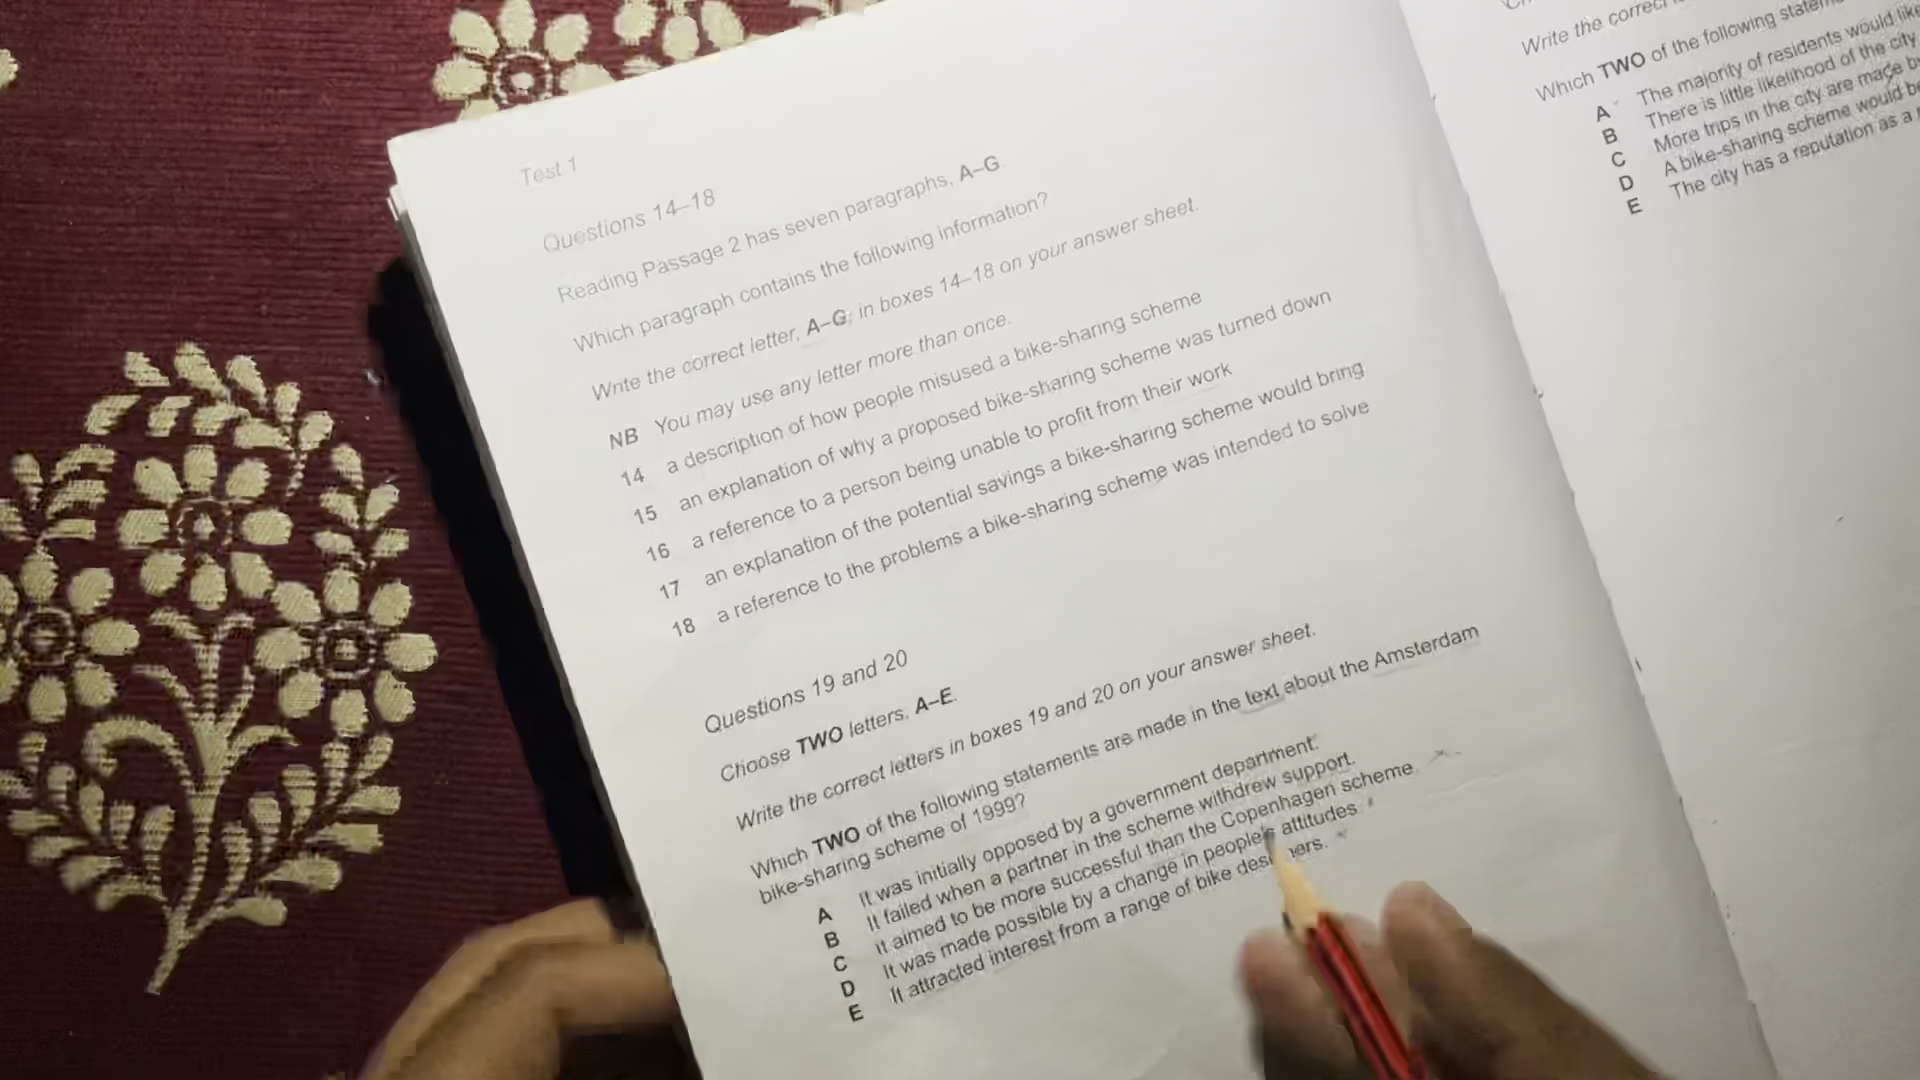 Test 1
Questions 14–18
Reading Passage 2 has seven paragraphs, A–G.
Which paragraph contains the following information?
Write the correct letter, A–G, in boxes 14–18 on your answer sheet.
NB You may use any letter more than once.
14 a description of how people misused a bike-sharing scheme
15 an explanation of why a proposed bike-sharing scheme was turned down
16 a reference to a person being unable to profit from their work
17 an explanation of the potential savings a bike-sharing scheme would bring
18 a reference to the problems a bike-sharing scheme was intended to solve
Questions 19 and 20
Choose TWO letters, A–E.
Write the correct letters in boxes 19 and 20 on your answer sheet.
Which TWO of the following statements are made in the text about the Amsterdam
bike-sharing scheme of 1999?
A It was initially opposed by a government department.
B It failed when a partner in the scheme withdrew support.
C It aimed to be more successful than the Copenhagen scheme.
D It was made possible by a change in people's attitudes.
E It attracted interest from a range of bike designers.
Write the correct
Which TWO of the following
A The majority of residents would like
B There is little likelihood of the city
C More trips in the city are made by
D A bike-sharing scheme would be
E The city has a reputation as a